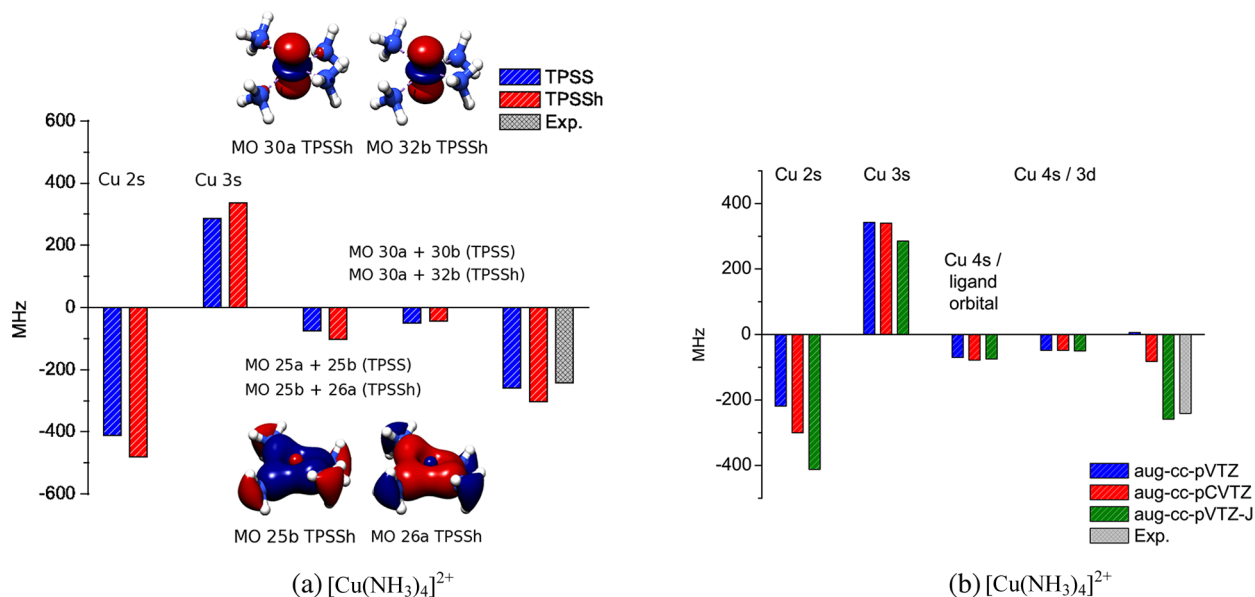 MO 30a TPSSh MO 32b TPSSh
TPSS
TPSSh
Exp.
600
400
200
0
-200
-400
-600
MHz
Cu 2s
Cu 3s
MO 30a + 30b (TPSS)
MO 30a + 32b (TPSSh)
MO 25a + 25b (TPSS)
MO 25b + 26a (TPSSh)
MO 25b TPSSh MO 26a TPSSh
(a) [Cu(NH3)4]2+
400
200
0
-200
-400
MHz
Cu 2s
Cu 3s
Cu 4s / 3d
Cu 4s /
ligand
orbital
aug-cc-pVTZ
aug-cc-pCVTZ
aug-cc-pVTZ-J
Exp.
(b) [Cu(NH3)4]2+